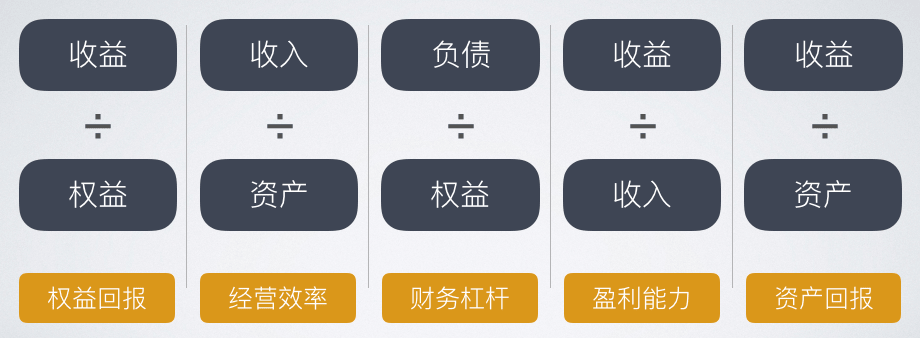 收益 收入 负债 收益 收益
÷ ÷ ÷ ÷ ÷
权益 资产 权益 收入 资产
权益回报 经营效率 财务杠杆 盈利能力 资产回报